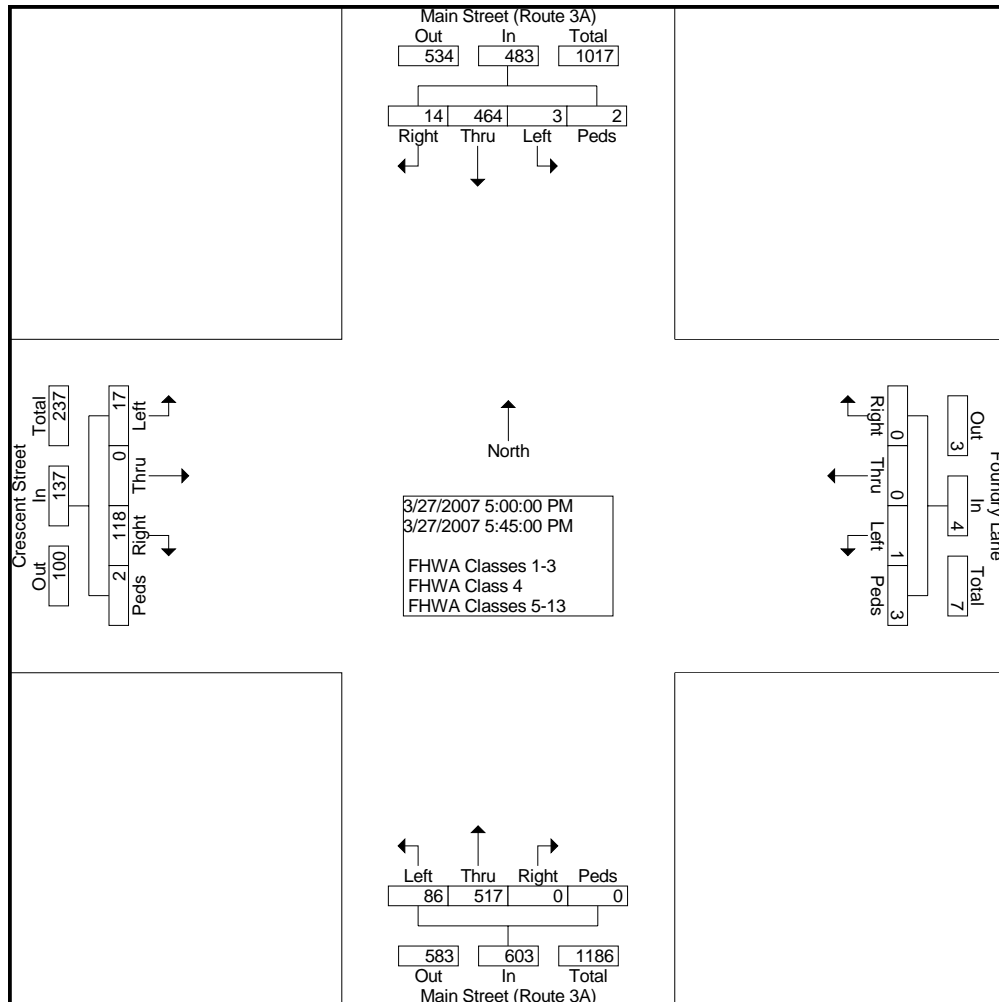 Main Street (Route 3A)
Out In Total
534 483 1017
14 464 3 2
Right Thru Left Peds
Crescent Street
Total In Out
237 137 100
17 0 118 2
Left Thru Right Peds
North
3/27/2007 5:00:00 PM
3/27/2007 5:45:00 PM
FHWA Classes 1-3
FHWA Class 4
FHWA Classes 5-13
Right Thru Left Peds
0 0 1 3
Out In Total
3 4 7
Foundry Lane
Left Thru Right Peds
86 517 0 0
583 603 1186
Out In Total
Main Street (Route 3A)